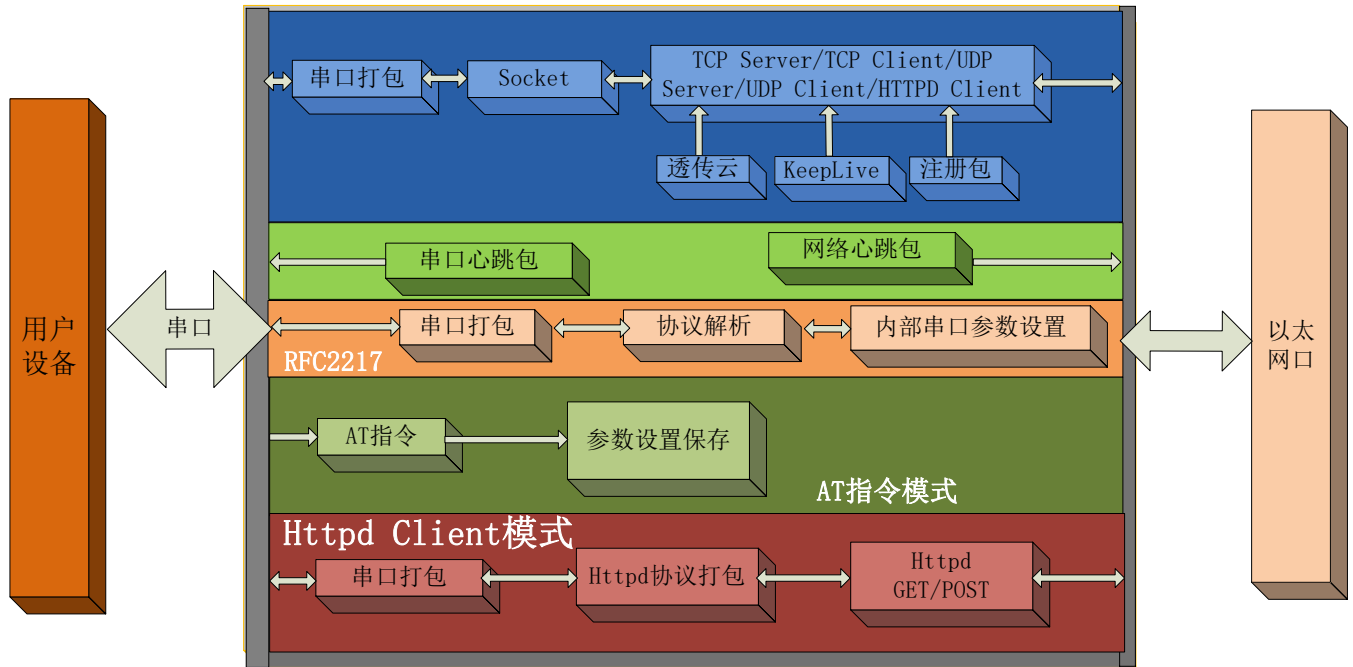 用户
设备
串口
串口打包
Socket
TCP Server/TCP Client/UDP
Server/UDP Client/HTTPD Client
透传云
KeepLive
注册包
串口心跳包
网络心跳包
串口打包
协议解析
内部串口参数设置
RFC2217
AT指令
参数设置保存
AT指令模式
Httpd Client模式
串口打包
Httpd协议打包
Httpd
GET/POST
以太
网口